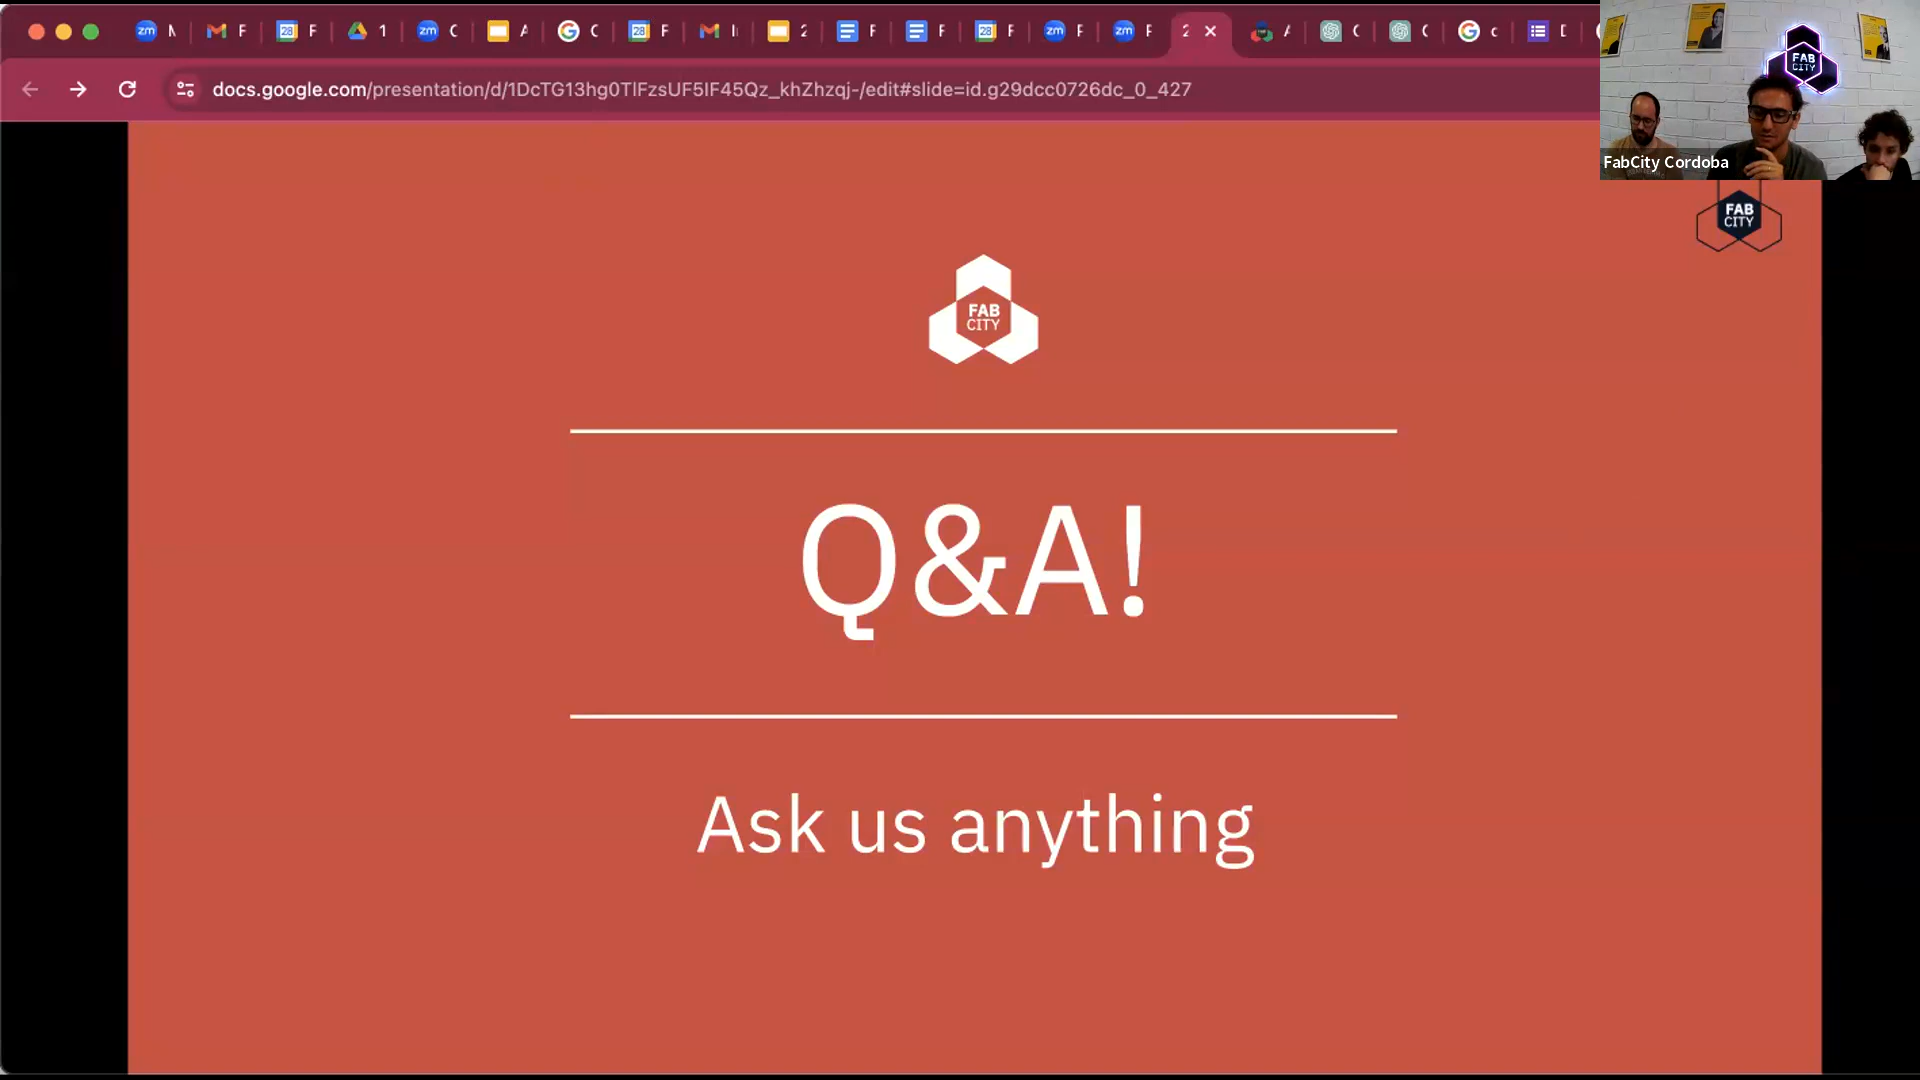 docs.google.com/presentation/d/1DcTG13hg0TlFzsUF5lF45Qz_khZhzqj-/edit#slide=id.g29dcc0726dc_0_427
FAB
CITY
FabCity Cordoba
FAB
CITY
FAB
CITY
Q&A!
Ask us anything